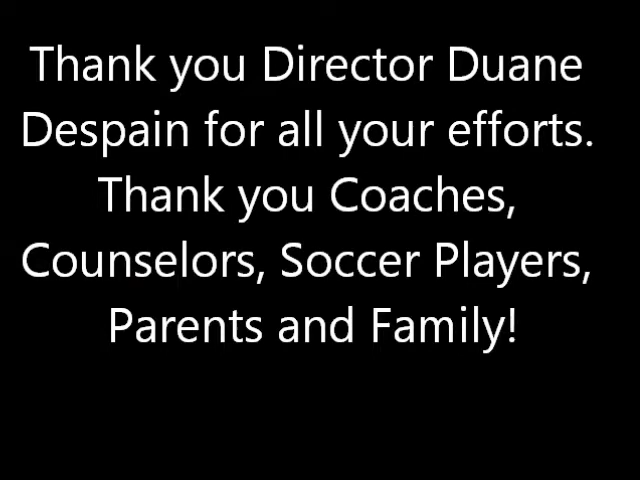 Thank you Director Duane
Despain for all your efforts.
Thank you Coaches,
Counselors, Soccer Players,
Parents and Family!